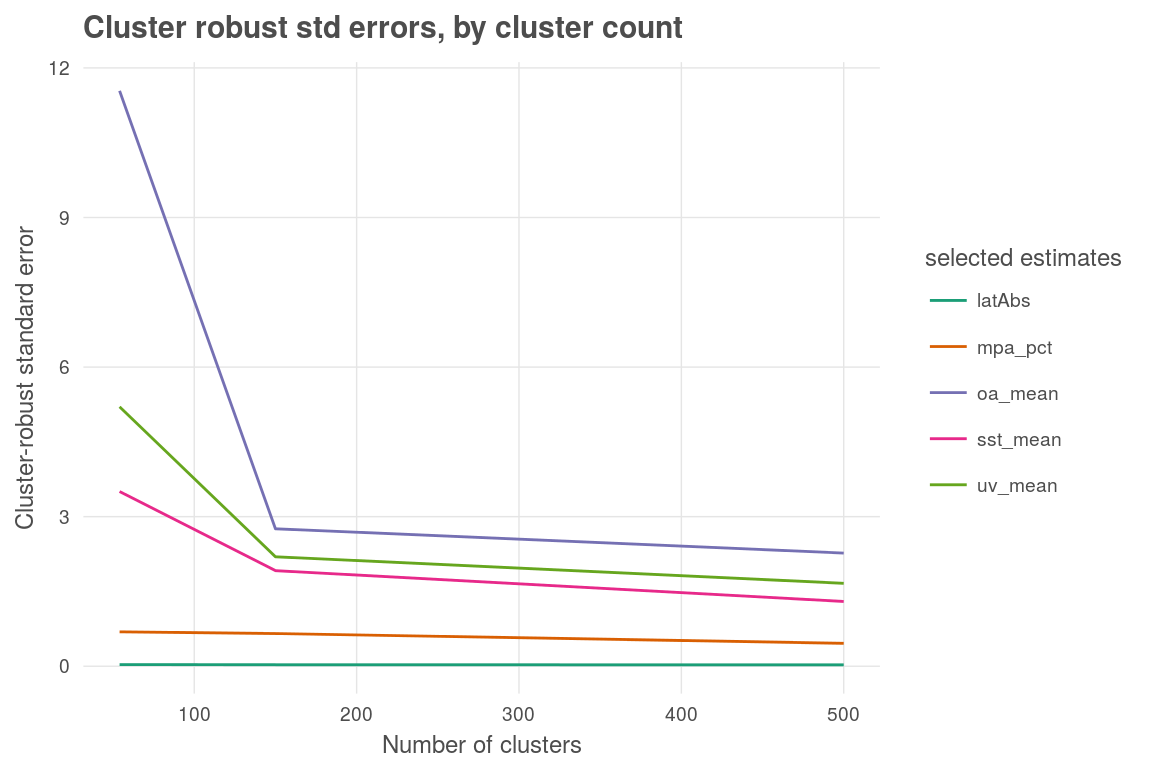 Cluster robust std errors, by cluster count
Cluster-robust standard error
12
9
6
3
0
100 200 300 400 500
Number of clusters
selected estimates
latAbs
mpa_pct
oa_mean
sst_mean
uv_mean